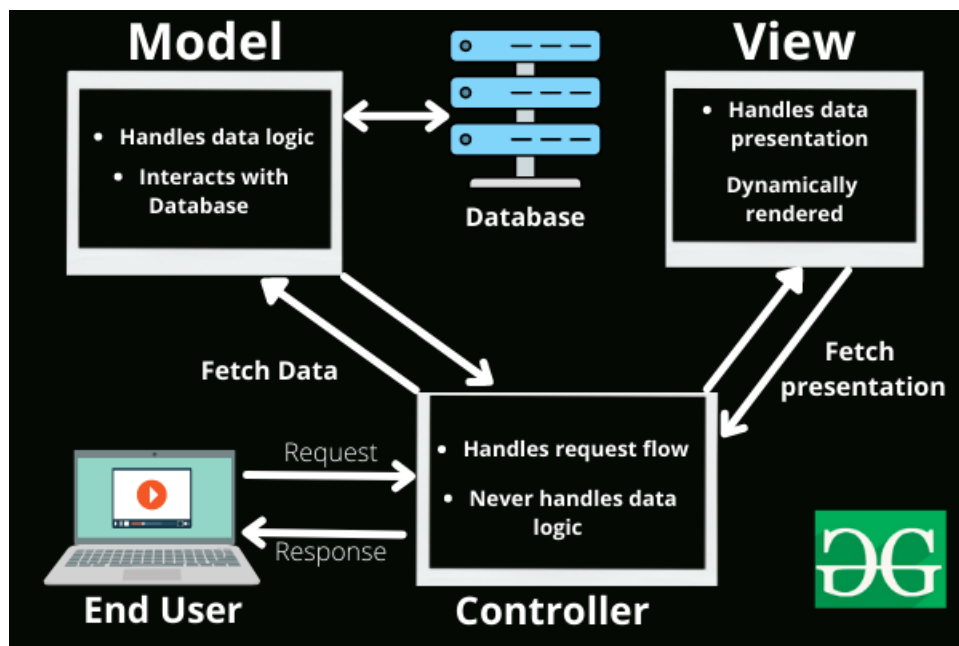 Model
View
• Handles data logic
• Interacts with
Database
Database
• Handles data
presentation
Dynamically
rendered
Fetch Data
Fetch
presentation
Request
Response
• Handles request flow
• Never handles data
logic
End User
Controller
GG